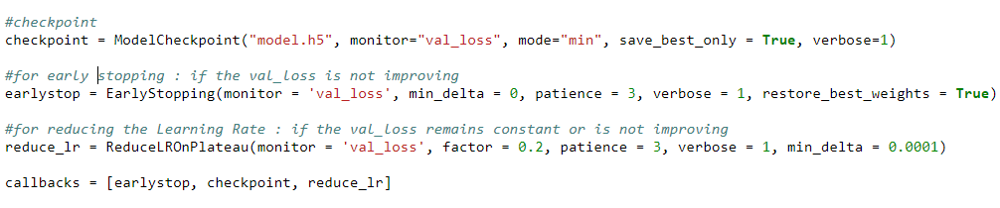 #checkpoint
checkpoint = ModelCheckpoint("model.h5", monitor="val_loss", mode="min", save_best_only = True, verbose=1)
#for early stopping : if the val_loss is not improving
earlystop = EarlyStopping(monitor = 'val_loss', min_delta = 0, patience = 3, verbose = 1, restore_best_weights = True)
#for reducing the Learning Rate : if the val_loss remains constant or is not improving
reduce_lr = ReduceLROnPlateau(monitor = 'val_loss', factor = 0.2, patience = 3, verbose = 1, min_delta = 0.0001)
callbacks = [earlystop, checkpoint, reduce_lr]